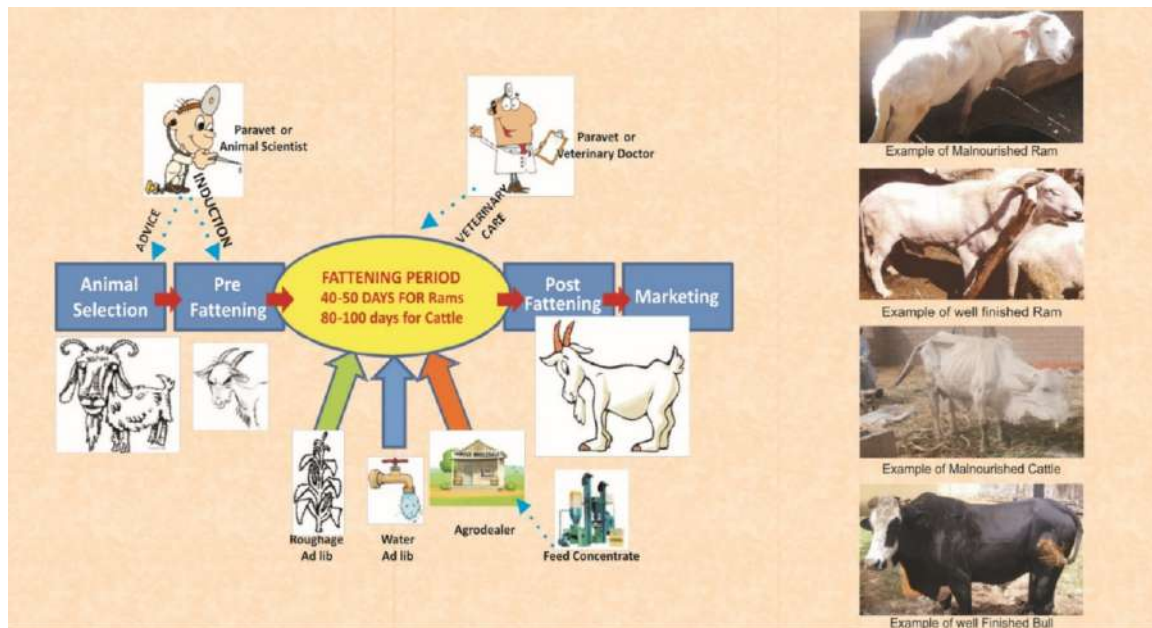 Paravet or
Animal Scientist
Paravet or
Veterinary Doctor
ADVICE
INDUCTION
VETERINARY
CARE
Animal
Selection
Pre
Fattening
FATTENING PERIOD
40-50 DAYS FOR Rams
80-100 days for Cattle
Post
Fattening
Marketing
Roughage
Ad lib
Water
Ad lib
Agrodealer
Feed Concentrate
Example of Malnourished Ram
Example of well finished Ram
Example of Malnourished Cattle
Example of well Finished Bull